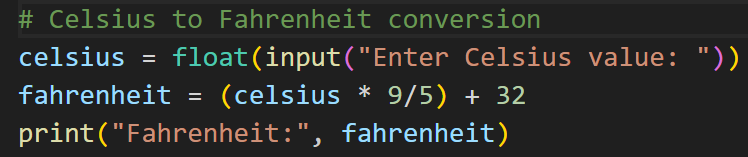 # Celsius to Fahrenheit conversion
celsius = float(input("Enter Celsius value: "))
fahrenheit = (celsius * 9/5) + 32
print("Fahrenheit:", fahrenheit)